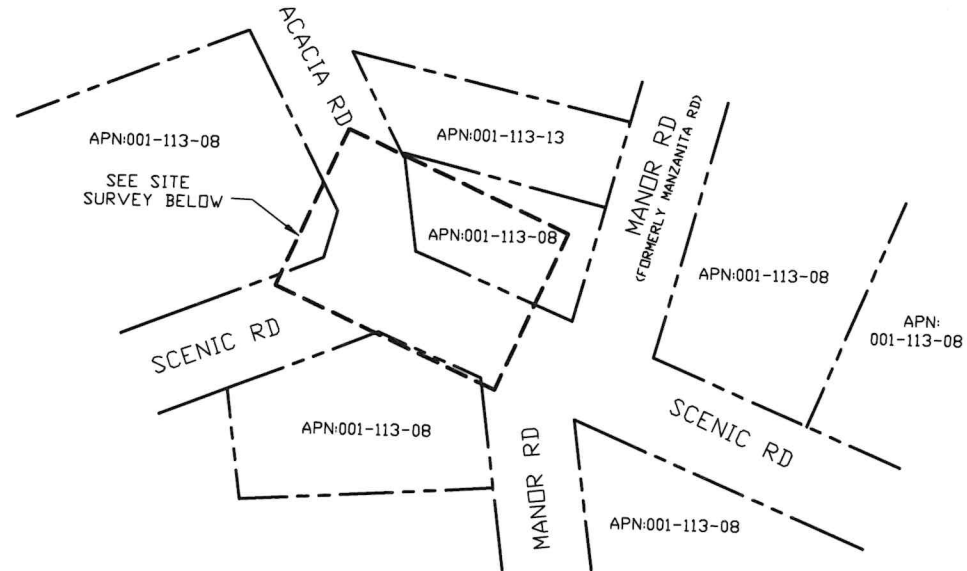 ACACIA RD
APN:001-113-08
SEE SITE
SURVEY BELOW
APN:001-113-13
MANOR RD
(FORMERLY MANZANITA RD)
APN:001-113-08
APN:001-113-08
APN:
001-113-08
SCENIC RD
APN:001-113-08
SCENIC RD
MANOR RD
APN:001-113-08